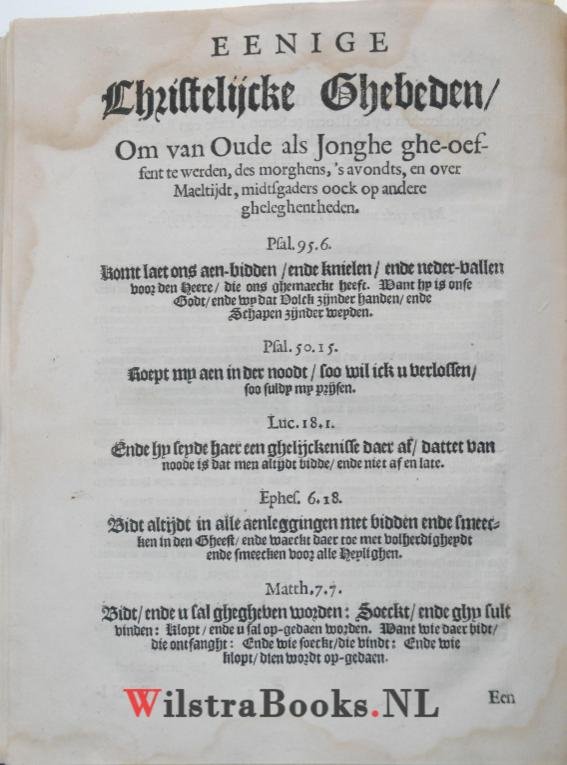 EENIGE
Christelijcke Ghebeden/
Om van Oude als Jonghe ghe-oef-
fent te werden, des morghens, 's avondts, en over
Maeltijdt, midtsgaders oock op andere
gheleghentheden.
Psal. 95.6.
Komt laet ons aen-bidden / ende knielen / ende neder-vallen
voor den Heere / die ons ghemaeckt heeft. Want hy is onse
Godt / ende wy dat Volck zijnder handen / ende
Schapen zijnder weyden.
Psal. 50.15.
Roept my aen in der noodt / soo wil ick u verlossen /
soo suldy my prijsen.
Luc. 18.1.
Ende hy seyde haer een ghelijckenisse daer af / dattet van
noode is dat men altijdt bidde / ende niet af en late.
Ephes. 6.18.
Bidt altijdt in alle aenleggingen met bidden ende smeec-
ken in den Gheest / ende waeckt daer toe met volherdigheydt
ende smeecken voor alle Heylighen.
Matth. 7.7.
Bidt / ende u sal ghegheven worden : Soeckt / ende ghy sult
vinden : Klopt / ende u sal op-gedaen worden. Want wie daer bidt /
die ontfanght : Ende wie soeckt / die vindt : Ende wie
klopt / dien wordt op-gedaen.
Een
WilstraBooks.NL